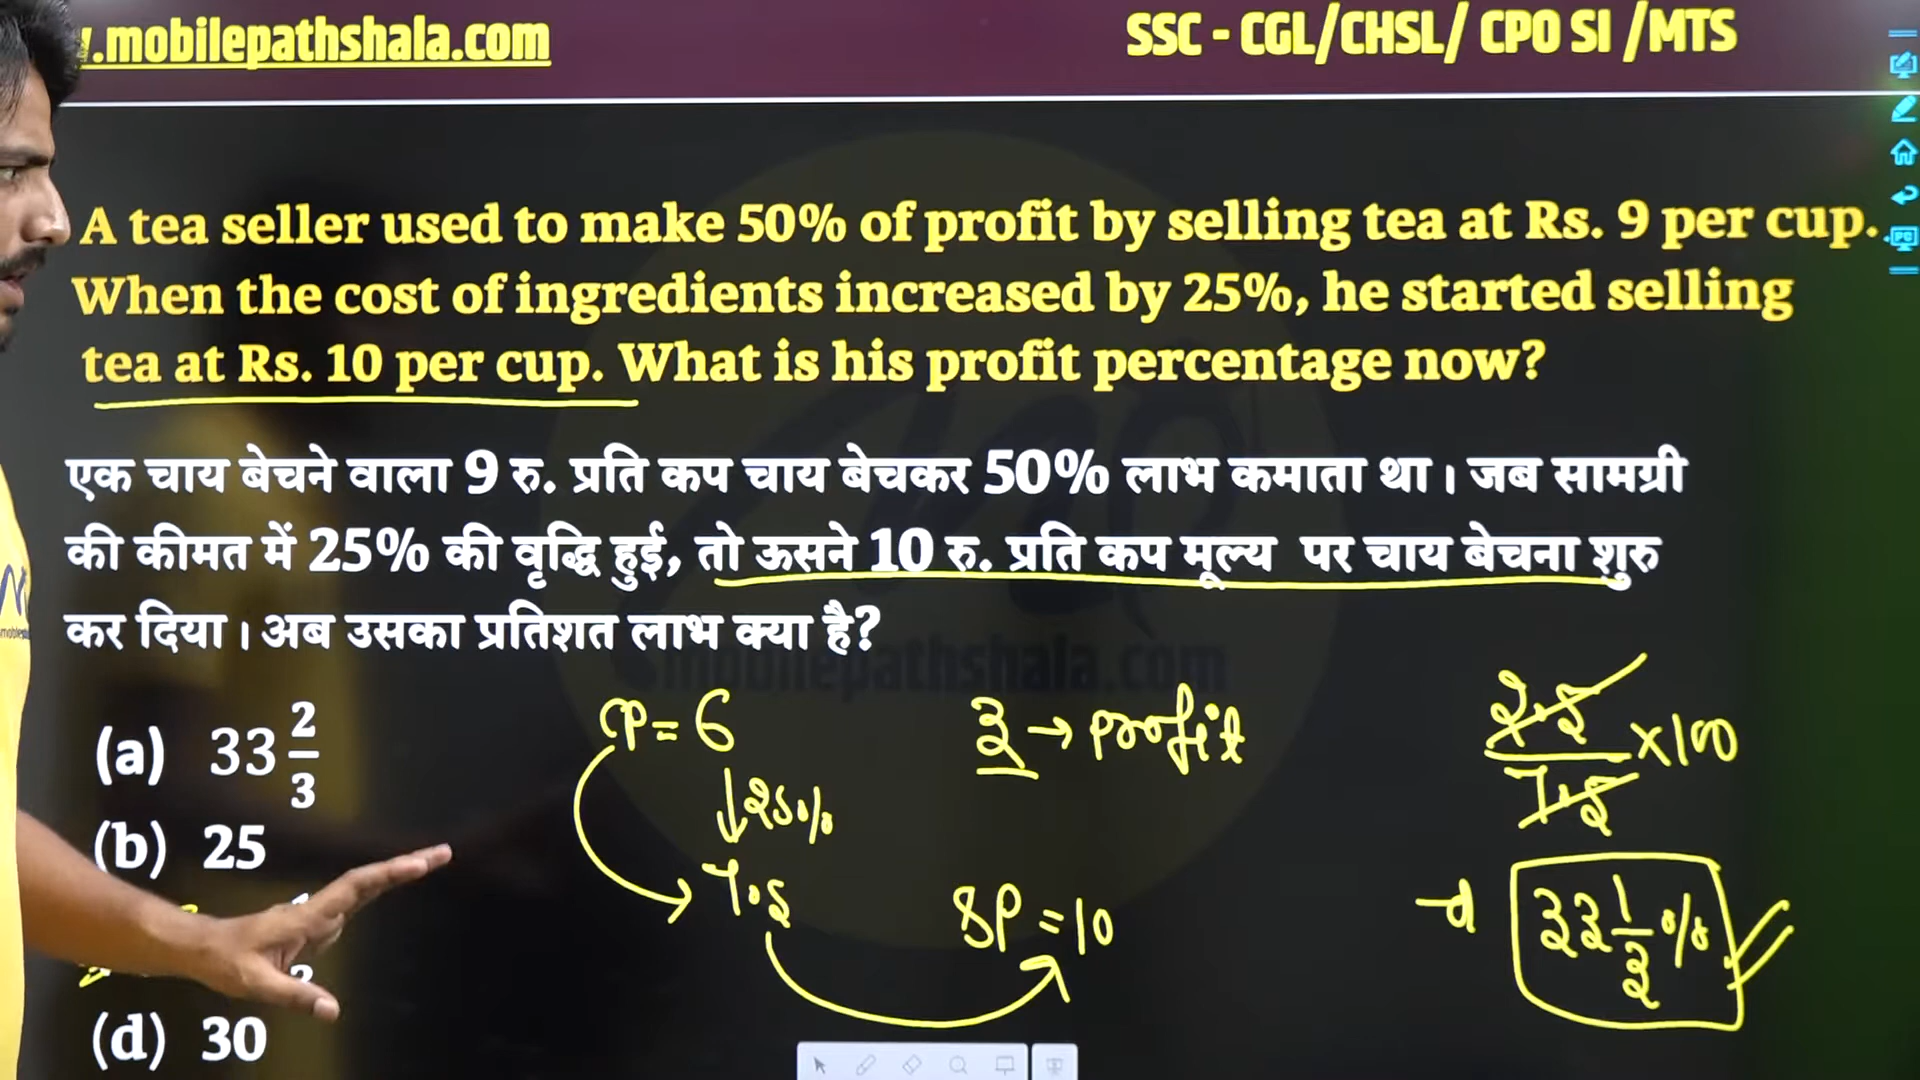 .mobilepathshala.com
SSC - CGL/CHSL/ CPO SI /MTS
A tea seller used to make 50% of profit by selling tea at Rs. 9 per cup.
When the cost of ingredients increased by 25%, he started selling
tea at Rs. 10 per cup. What is his profit percentage now?
एक चाय बेचने वाला 9 रु. प्रति कप चाय बेचकर 50% लाभ कमाता था। जब सामग्री
की कीमत में 25% की वृद्धि हुई, तो ऊसने 10 रु. प्रति कप मूल्य पर चाय बेचना शुरु
कर दिया। अब उसका प्रतिशत लाभ क्या है?
mobilepathshala.com
(a) 33 2/3
(b) 25
(d) 30
CP = 6
25%
7.5
3 → profit
SP = 10
2.5/7.5 × 100
33 1/3 %